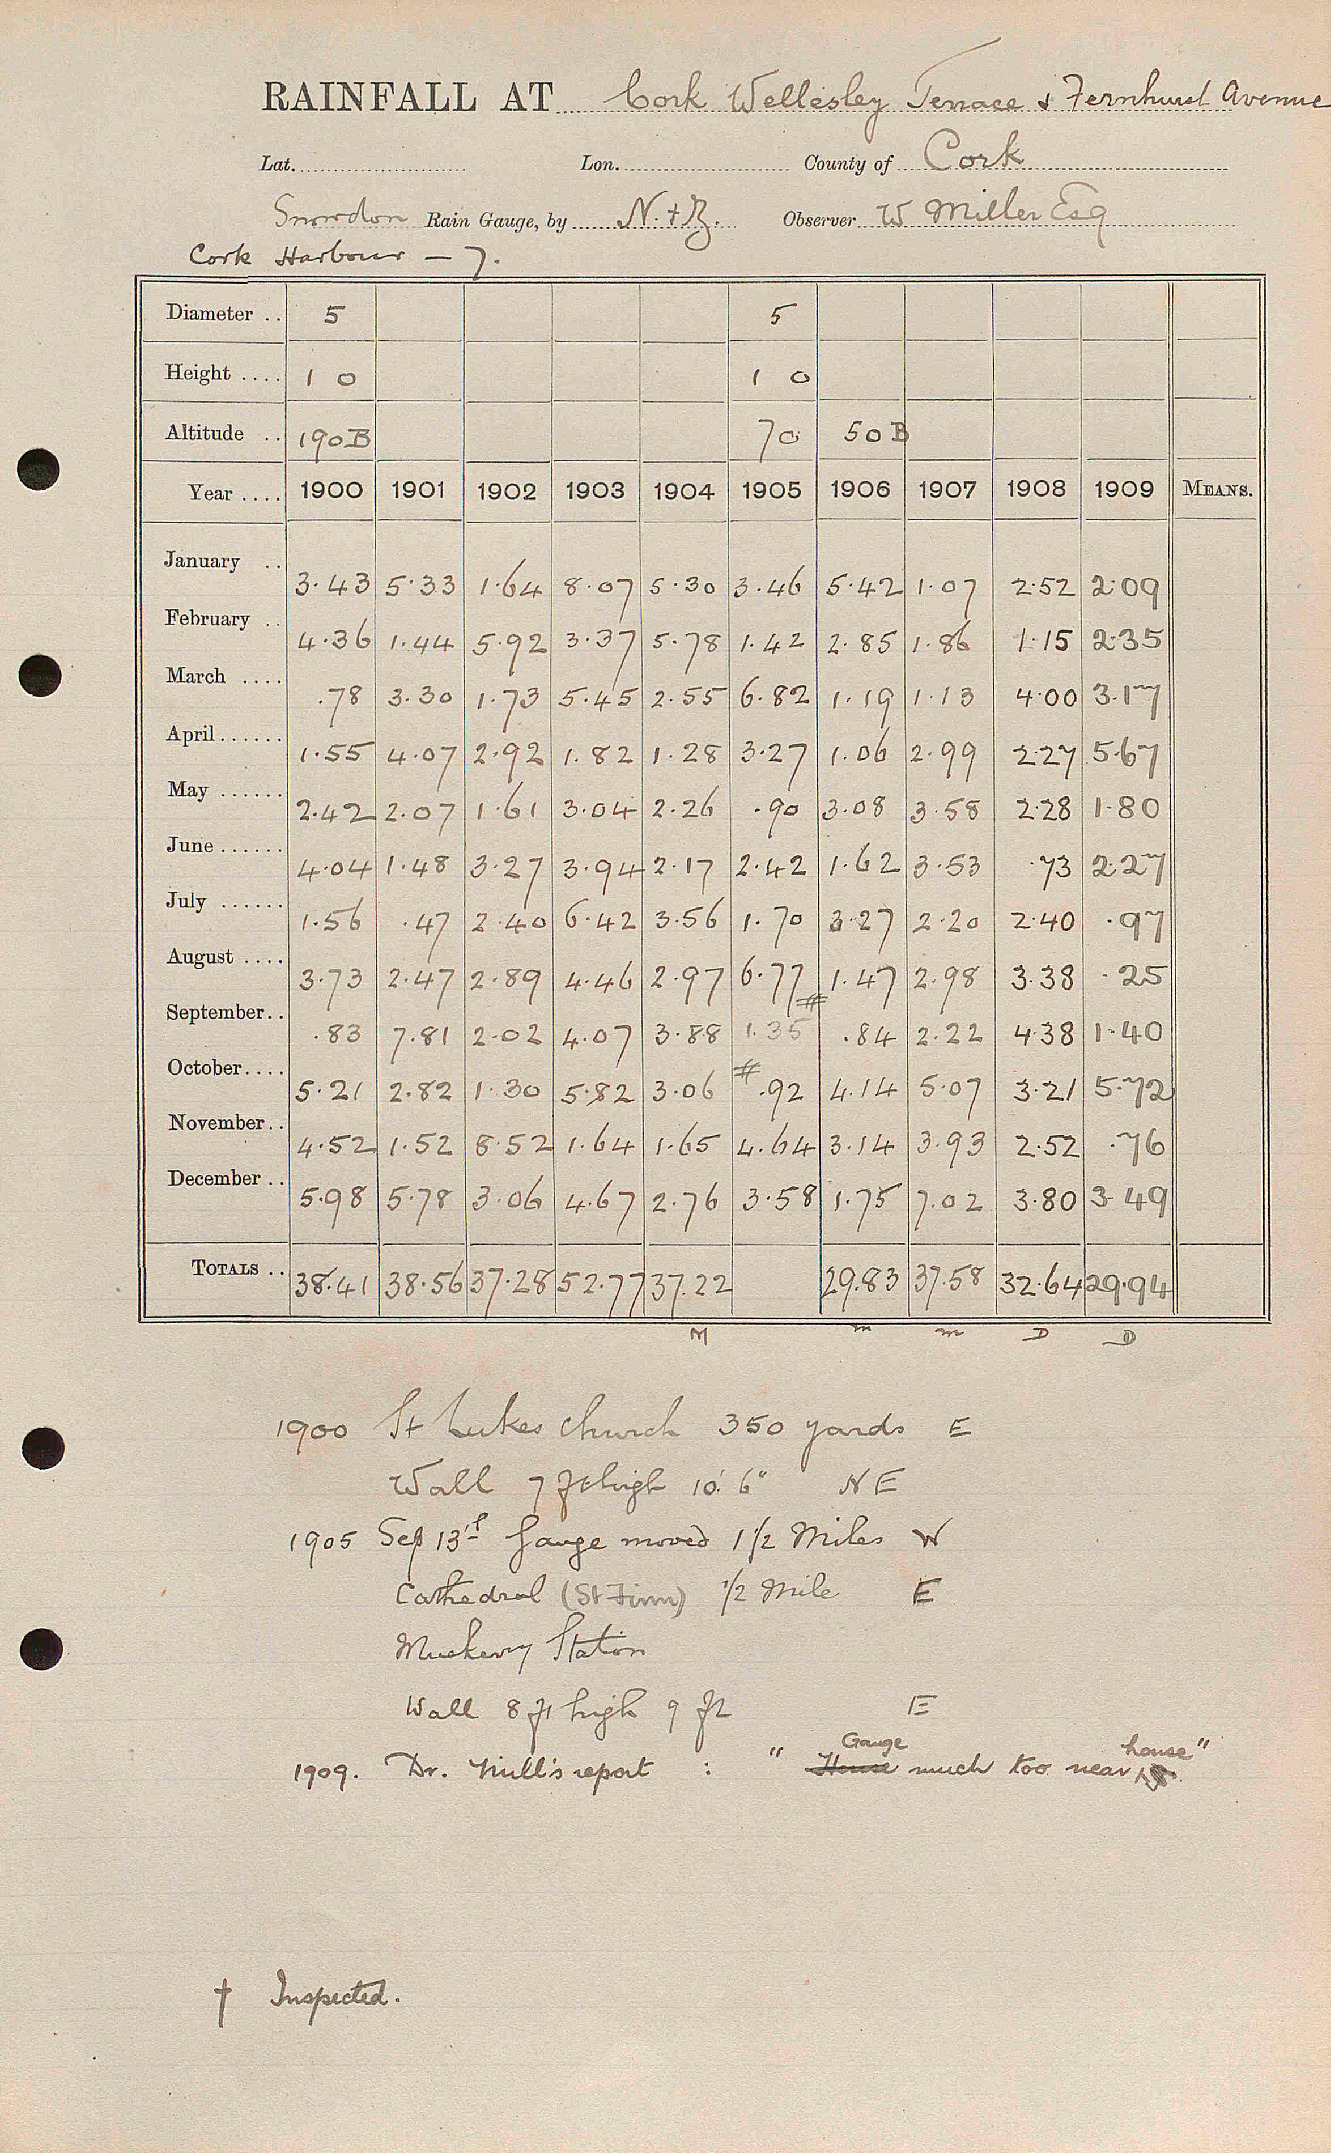 RAINFALL AT Cork Wellesley Terrace & Fernhurst Avenue
Lat. Lon. County of Cork
Snowdon Rain Gauge, by N. & Z. Observer W Miller Esq
Cork Harbour — 7.
Diameter .. 5 5
Height .... 1 0 1 0
Altitude .. 190B 70 50B
Year .... 1900 1901 1902 1903 1904 1905 1906 1907 1908 1909 MEANS.
January .. 3.43 5.33 1.64 8.07 5.30 3.46 5.42 1.07 2.52 2.09
February .. 4.36 1.44 5.92 3.37 5.78 1.42 2.85 1.86 1.15 2.35
March .... .78 3.30 1.73 5.45 2.55 6.82 1.19 1.13 4.00 3.17
April...... 1.55 4.07 2.92 1.82 1.28 3.27 1.06 2.99 2.27 5.67
May ...... 2.42 2.07 1.61 3.04 2.26 .90 3.08 3.58 2.28 1.80
June ...... 4.04 1.48 3.27 3.94 2.17 2.42 1.62 3.53 .73 2.27
July ...... 1.56 .47 2.40 6.42 3.56 1.70 3.27 2.20 2.40 .97
August .... 3.73 2.47 2.89 4.46 2.97 6.77 1.47 2.98 3.38 .25
September.. .83 7.81 2.02 4.07 3.88 1.35 # .84 2.22 4.38 1.40
October.... 5.21 2.82 1.30 5.82 3.06 # .92 4.14 5.07 3.21 5.72
November.. 4.52 1.52 8.52 1.64 1.65 4.64 3.14 3.93 2.52 .76
December .. 5.98 5.78 3.06 4.67 2.76 3.58 1.75 7.02 3.80 3.49
TOTALS .. 38.41 38.56 37.28 52.77 37.22 29.83 37.58 32.64 29.94
M m m D D
1900 St Lukes Church 350 yards E
Wall 7 ft high 10' 6" NE
1905 Sep 13th Gauge moved 1 1/2 Miles W
Cathedral (St Finn) 1/2 Mile E
Muskerry Station
Wall 8 ft high 9 ft E
1909. Dr. Mill's report : " House Gauge much too near house "
† Inspected.